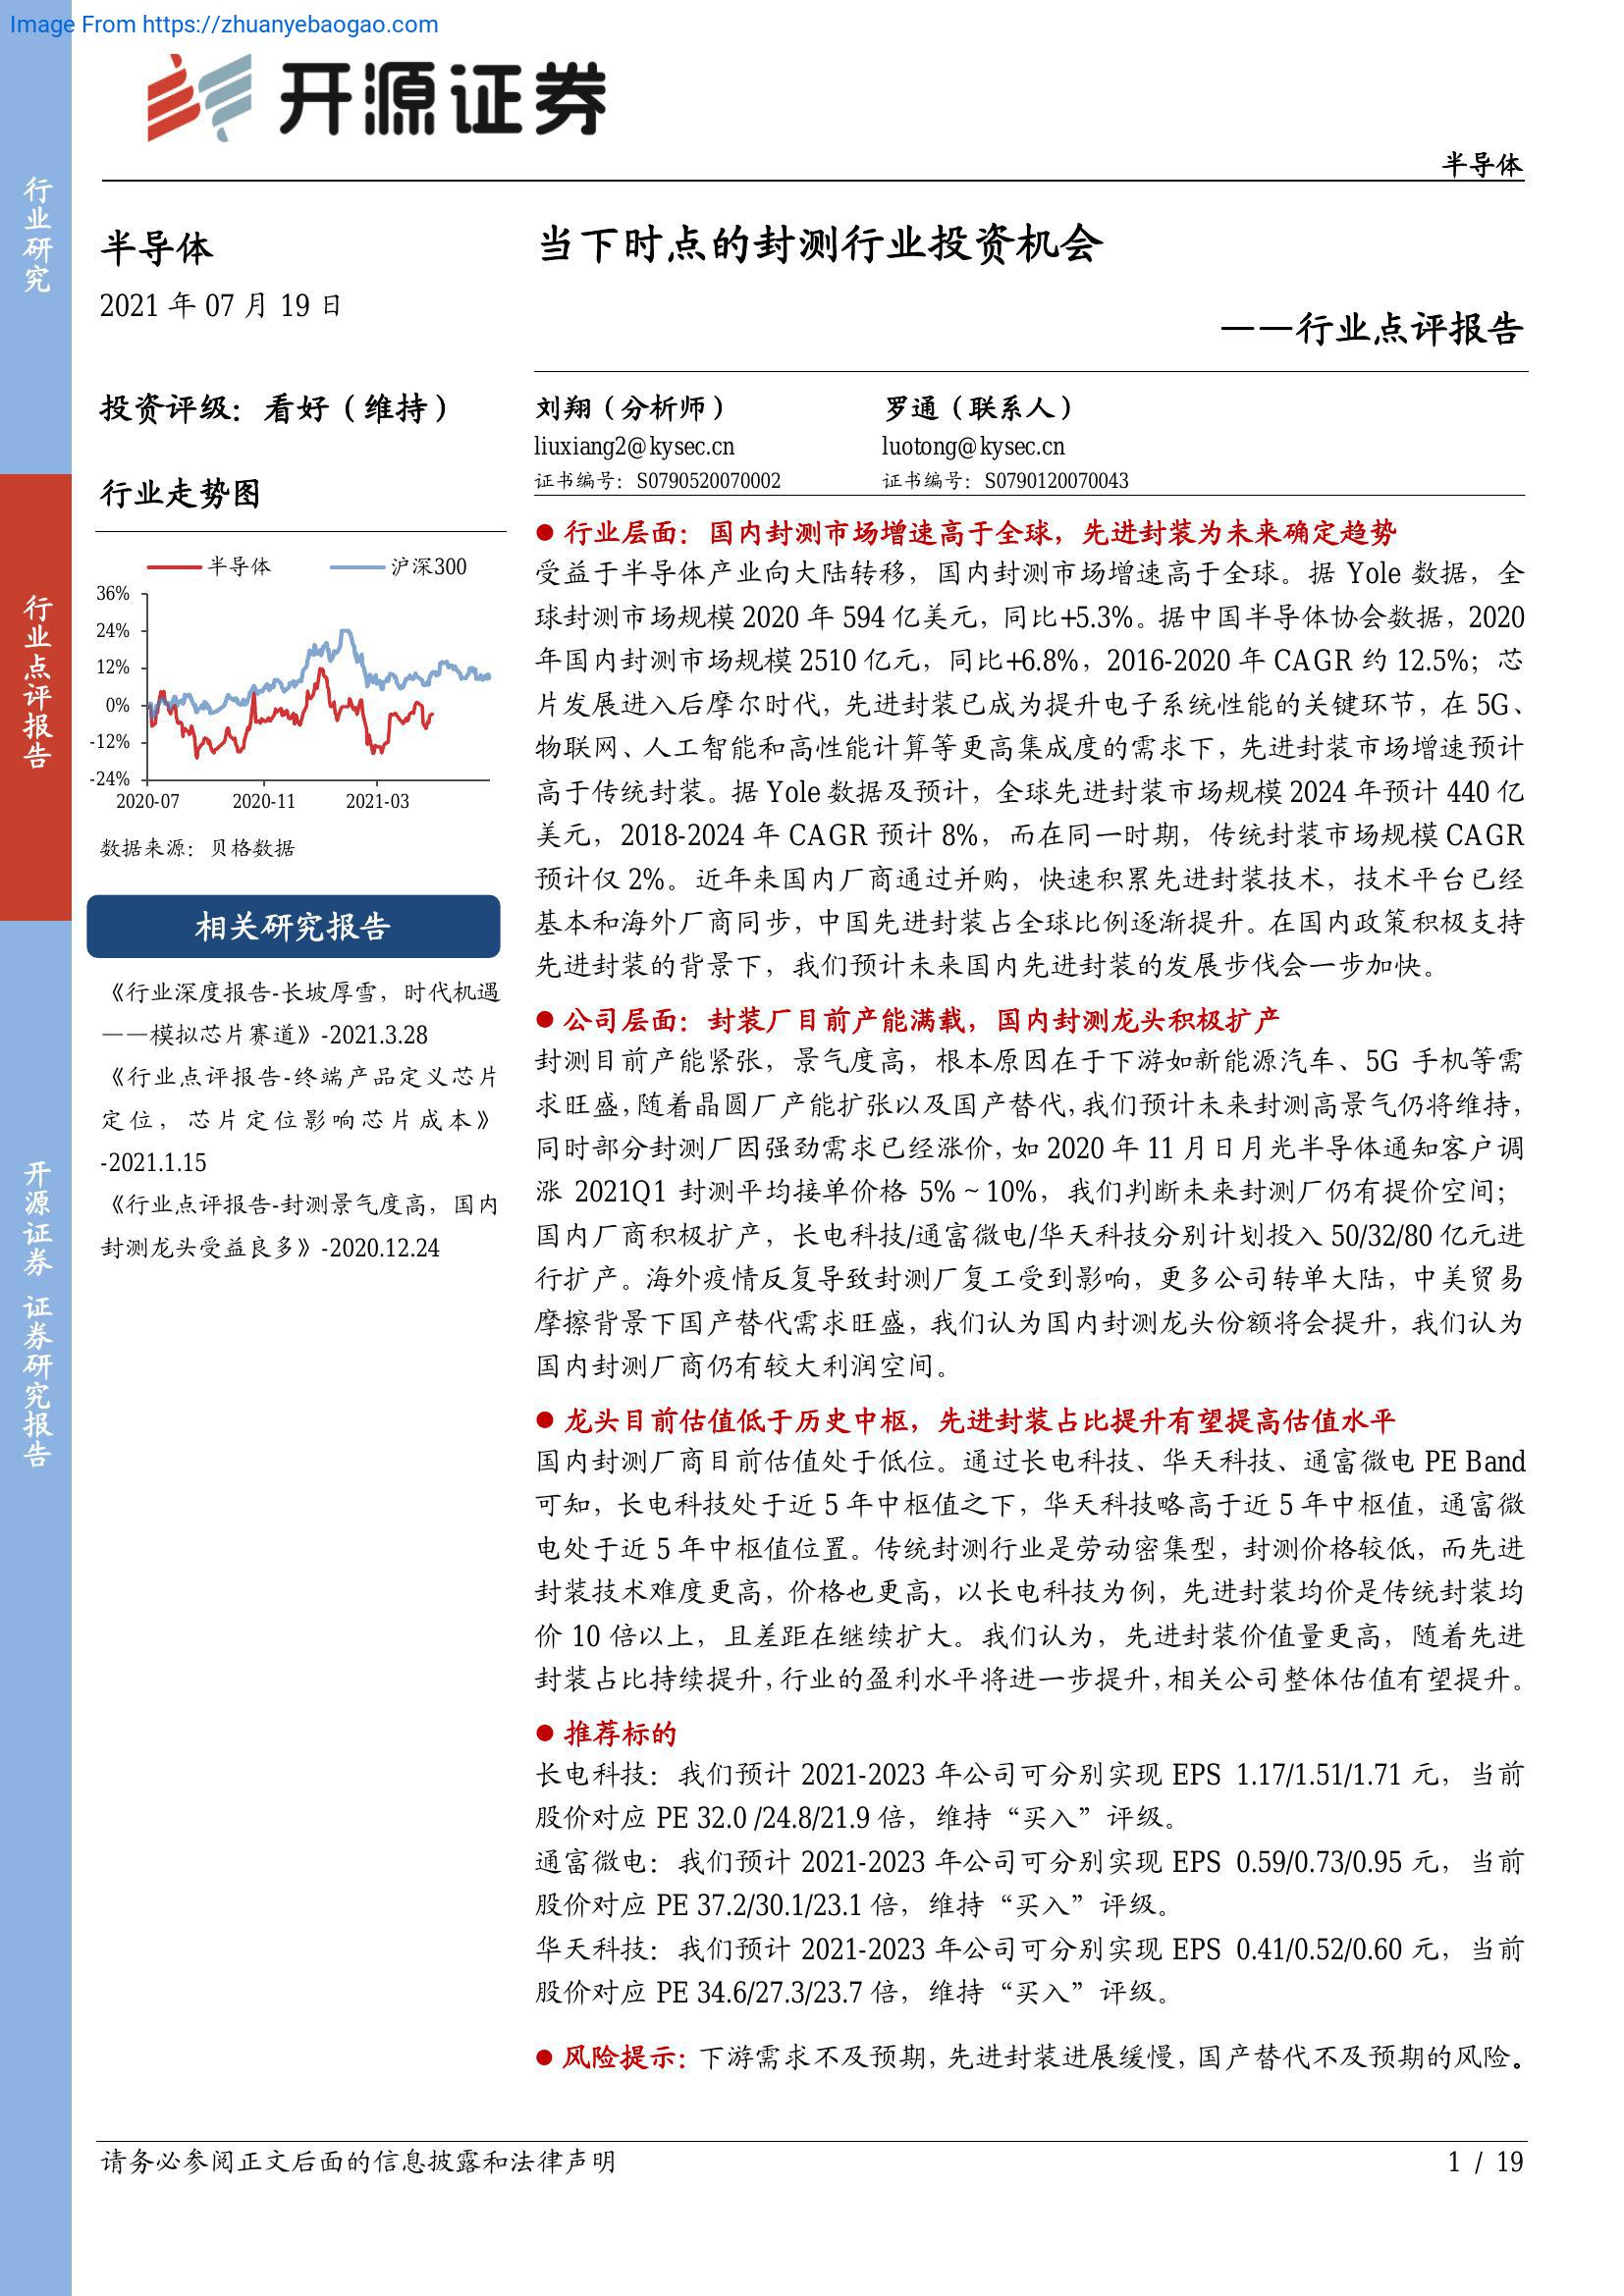 Image From https://zhuanyebaogao.com
开源证券
半导体
行业研究
行业点评报告
开源证券 证券研究报告
半导体
2021 年 07 月 19 日
投资评级：看好（维持）
行业走势图
半导体 沪深300
36%
24%
12%
0%
-12%
-24%
2020-07 2020-11 2021-03
数据来源：贝格数据
相关研究报告
《行业深度报告-长坡厚雪，时代机遇
——模拟芯片赛道》-2021.3.28
《行业点评报告-终端产品定义芯片
定位，芯片定位影响芯片成本》
-2021.1.15
《行业点评报告-封测景气度高，国内
封测龙头受益良多》-2020.12.24
当下时点的封测行业投资机会
——行业点评报告
刘翔（分析师） 罗通（联系人）
liuxiang2@kysec.cn luotong@kysec.cn
证书编号：S0790520070002 证书编号：S0790120070043
● 行业层面：国内封测市场增速高于全球，先进封装为未来确定趋势
受益于半导体产业向大陆转移，国内封测市场增速高于全球。据 Yole 数据，全
球封测市场规模 2020 年 594 亿美元，同比+5.3%。据中国半导体协会数据，2020
年国内封测市场规模 2510 亿元，同比+6.8%，2016-2020 年 CAGR 约 12.5%；芯
片发展进入后摩尔时代，先进封装已成为提升电子系统性能的关键环节，在 5G、
物联网、人工智能和高性能计算等更高集成度的需求下，先进封装市场增速预计
高于传统封装。据 Yole 数据及预计，全球先进封装市场规模 2024 年预计 440 亿
美元，2018-2024 年 CAGR 预计 8%，而在同一时期，传统封装市场规模 CAGR
预计仅 2%。近年来国内厂商通过并购，快速积累先进封装技术，技术平台已经
基本和海外厂商同步，中国先进封装占全球比例逐渐提升。在国内政策积极支持
先进封装的背景下，我们预计未来国内先进封装的发展步伐会一步加快。
● 公司层面：封装厂目前产能满载，国内封测龙头积极扩产
封测目前产能紧张，景气度高，根本原因在于下游如新能源汽车、5G 手机等需
求旺盛，随着晶圆厂产能扩张以及国产替代，我们预计未来封测高景气仍将维持，
同时部分封测厂因强劲需求已经涨价，如 2020 年 11 月日月光半导体通知客户调
涨 2021Q1 封测平均接单价格 5%～10%，我们判断未来封测厂仍有提价空间；
国内厂商积极扩产，长电科技/通富微电/华天科技分别计划投入 50/32/80 亿元进
行扩产。海外疫情反复导致封测厂复工受到影响，更多公司转单大陆，中美贸易
摩擦背景下国产替代需求旺盛，我们认为国内封测龙头份额将会提升，我们认为
国内封测厂商仍有较大利润空间。
● 龙头目前估值低于历史中枢，先进封装占比提升有望提高估值水平
国内封测厂商目前估值处于低位。通过长电科技、华天科技、通富微电 PE Band
可知，长电科技处于近 5 年中枢值之下，华天科技略高于近 5 年中枢值，通富微
电处于近 5 年中枢值位置。传统封测行业是劳动密集型，封测价格较低，而先进
封装技术难度更高，价格也更高，以长电科技为例，先进封装均价是传统封装均
价 10 倍以上，且差距在继续扩大。我们认为，先进封装价值量更高，随着先进
封装占比持续提升，行业的盈利水平将进一步提升，相关公司整体估值有望提升。
● 推荐标的
长电科技：我们预计 2021-2023 年公司可分别实现 EPS 1.17/1.51/1.71 元，当前
股价对应 PE 32.0 /24.8/21.9 倍，维持“买入”评级。
通富微电：我们预计 2021-2023 年公司可分别实现 EPS 0.59/0.73/0.95 元，当前
股价对应 PE 37.2/30.1/23.1 倍，维持“买入”评级。
华天科技：我们预计 2021-2023 年公司可分别实现 EPS 0.41/0.52/0.60 元，当前
股价对应 PE 34.6/27.3/23.7 倍，维持“买入”评级。
● 风险提示：下游需求不及预期，先进封装进展缓慢，国产替代不及预期的风险。
请务必参阅正文后面的信息披露和法律声明 1 / 19